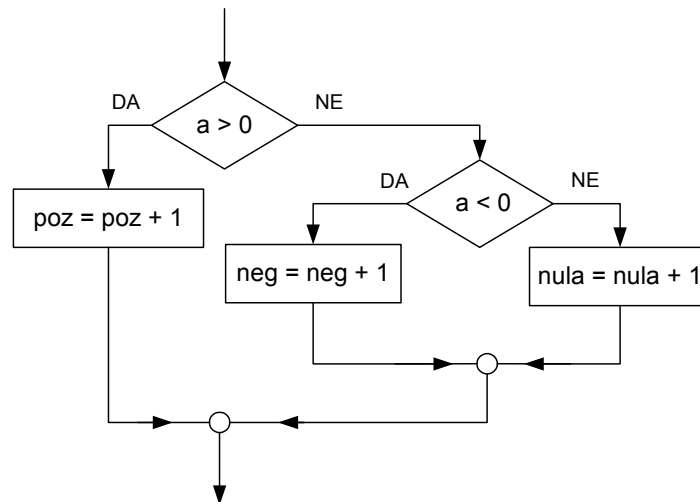 DA
NE
a > 0
DA
NE
a < 0
poz = poz + 1
neg = neg + 1
nula = nula + 1